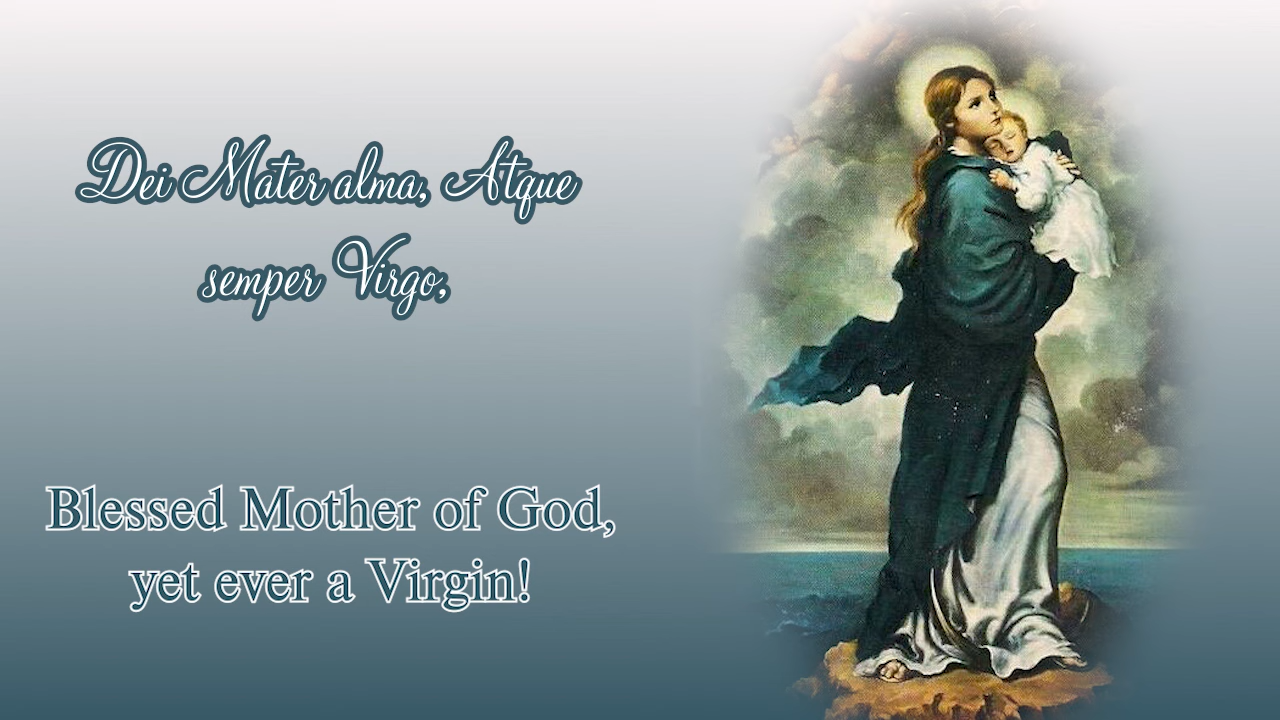 Dei Mater alma, Atque
semper Virgo,
Blessed Mother of God,
yet ever a Virgin!